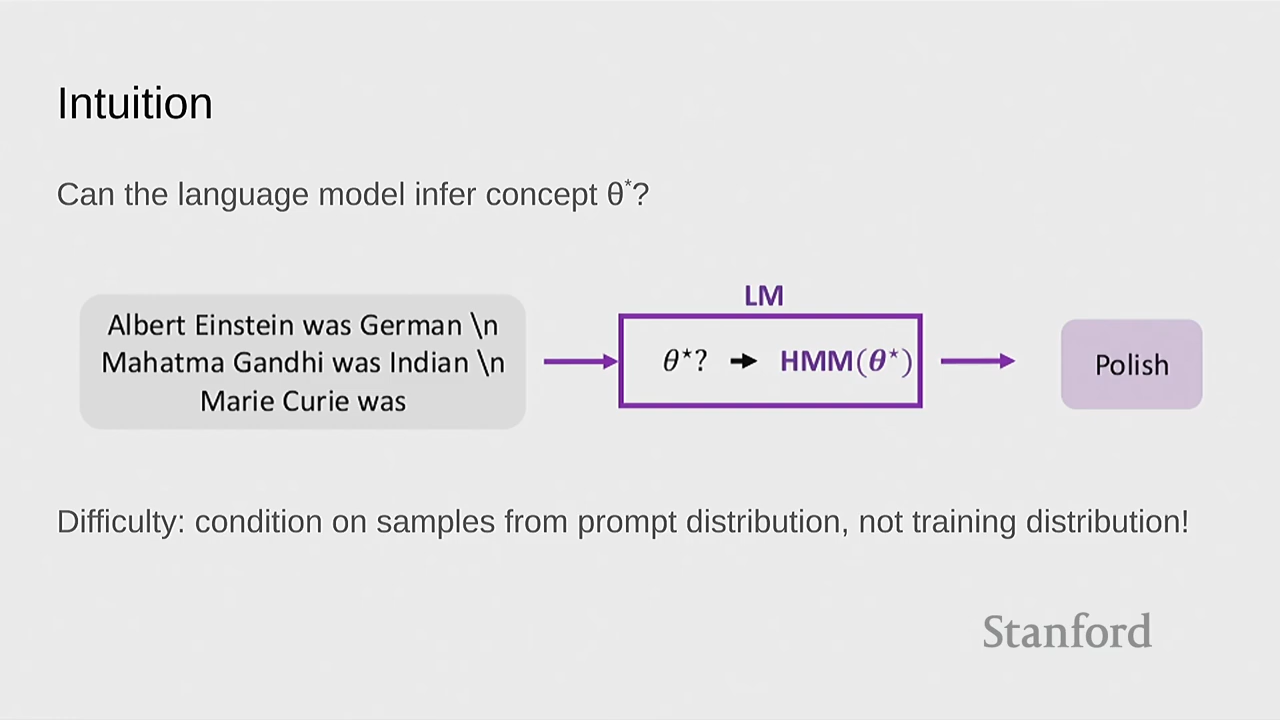 Intuition
Can the language model infer concept θ*?
LM
Albert Einstein was German \n
Mahatma Gandhi was Indian \n
Marie Curie was
θ*? → HMM(θ*)
Polish
Difficulty: condition on samples from prompt distribution, not training distribution!
Stanford